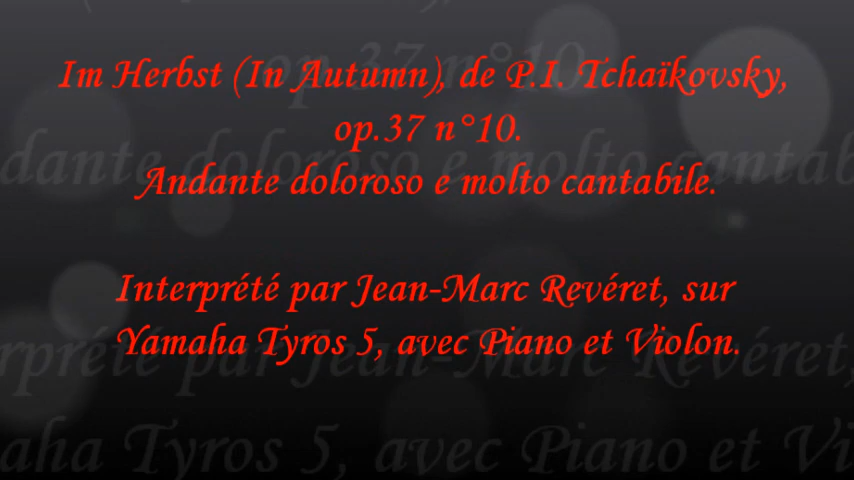 Im Herbst (In Autumn), de P.I. Tchaïkovsky,
op.37 n°10.
Andante doloroso e molto cantabile.
Interprété par Jean-Marc Revéret, sur
Yamaha Tyros 5, avec Piano et Violon.